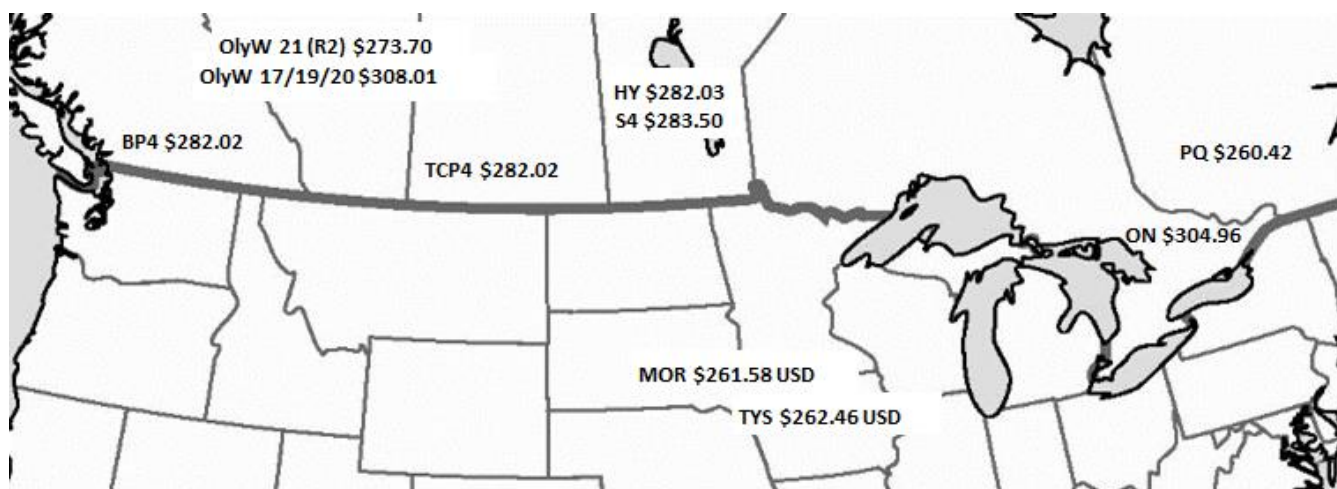 OlyW 21 (R2) $273.70
OlyW 17/19/20 $308.01
HY $282.03
S4 $283.50
BP4 $282.02
TCP4 $282.02
PQ $260.42
ON $304.96
MOR $261.58 USD
TYS $262.46 USD